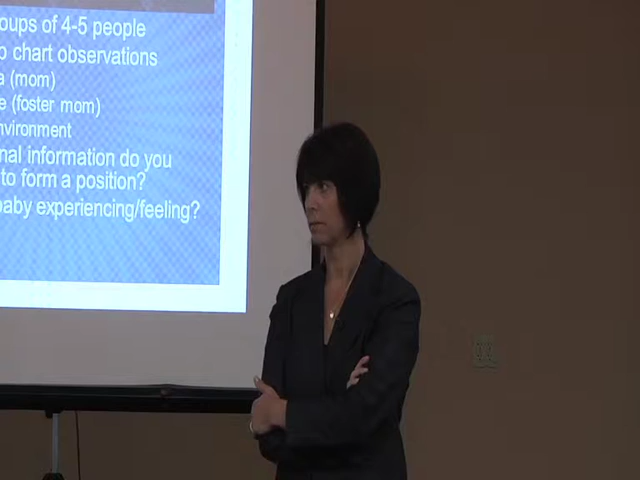 oups of 4-5 people
o chart observations
a (mom)
e (foster mom)
nvironment
nal information do you
to form a position?
baby experiencing/feeling?